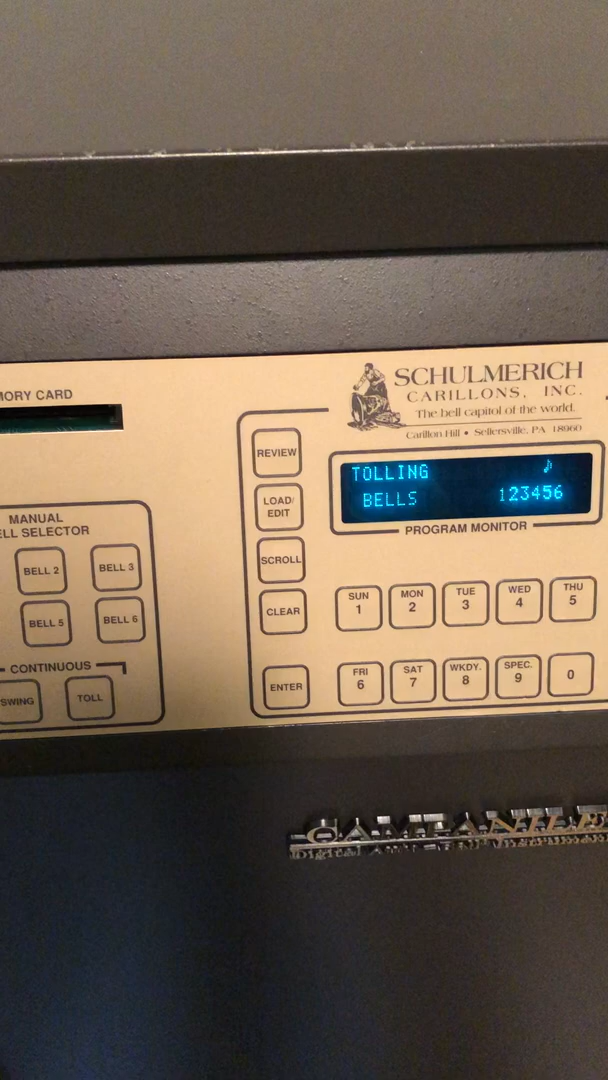 MORY CARD
SCHULMERICH
CARILLONS, INC.
The bell capitol of the world.
Carillon Hill • Sellersville, PA 18960
REVIEW
LOAD/
EDIT
SCROLL
CLEAR
ENTER
TOLLING ♪
BELLS 123456
PROGRAM MONITOR
SUN
1
MON
2
TUE
3
WED
4
THU
5
FRI
6
SAT
7
WKDY.
8
SPEC.
9
0
MANUAL
ELL SELECTOR
BELL 2
BELL 3
BELL 5
BELL 6
CONTINUOUS
SWING
TOLL
CAMPANILE
Digital